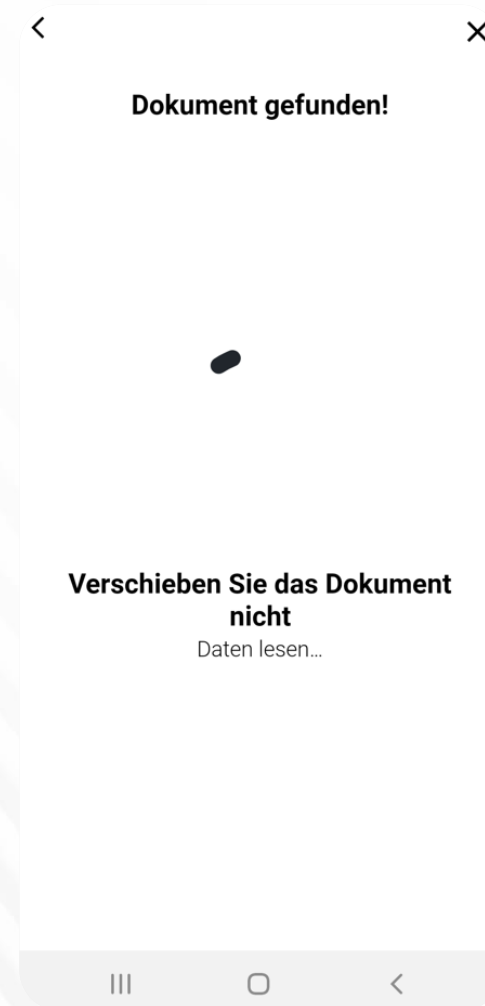 Dokument gefunden!
Verschieben Sie das Dokument
nicht
Daten lesen...